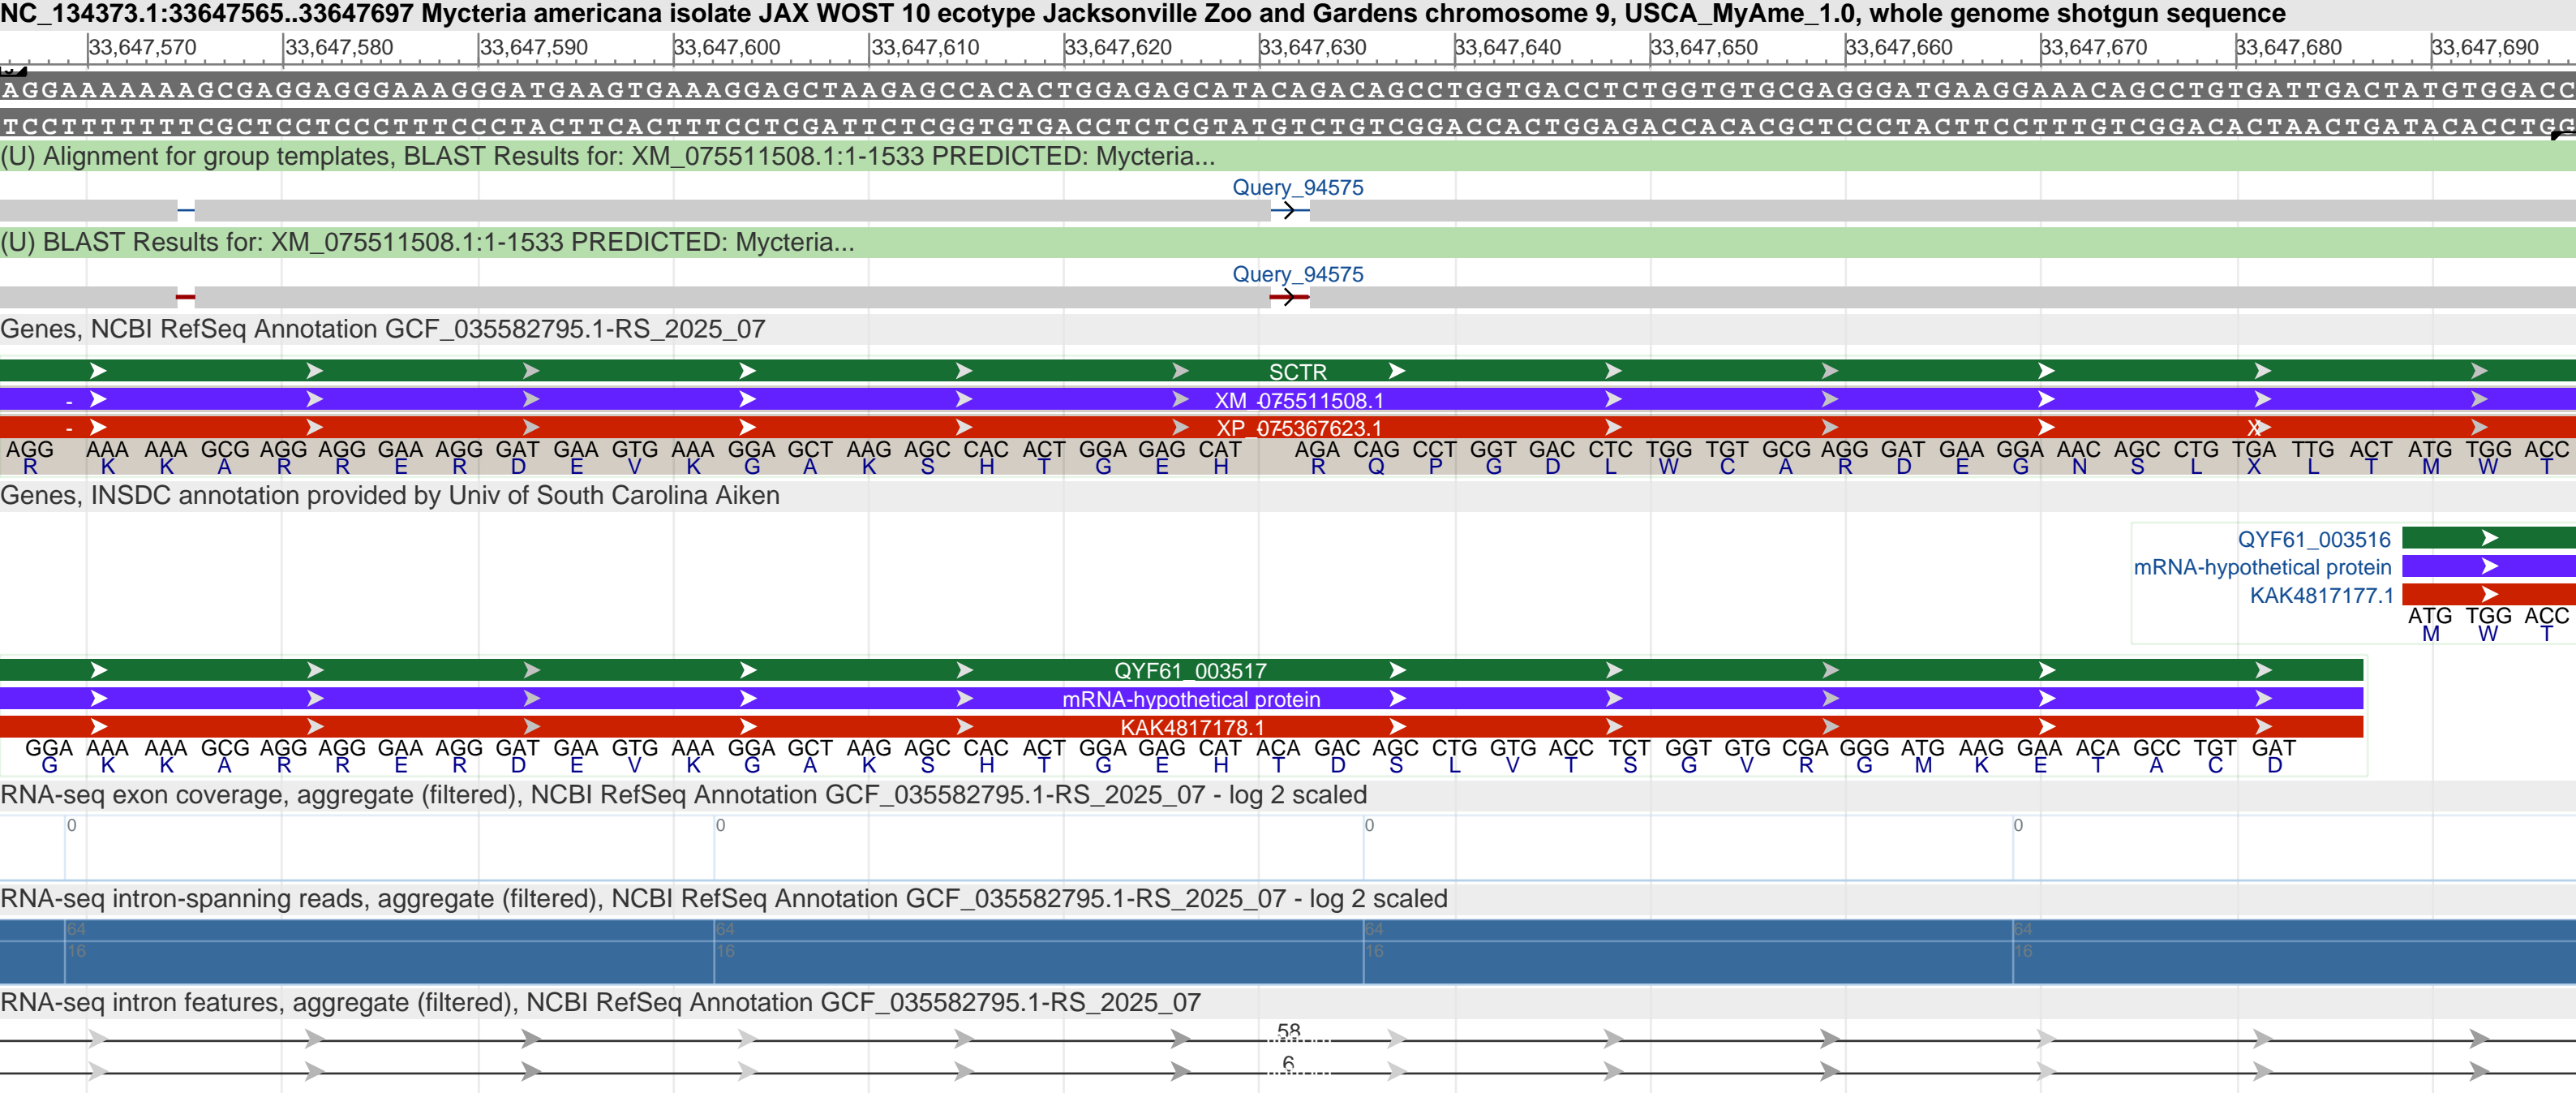 NC_134373.1:33647565..33647697 Mycteria americana isolate JAX WOST 10 ecotype Jacksonville Zoo and Gardens chromosome 9, USCA_MyAme_1.0, whole genome shotgun sequence
33,647,570 33,647,580 33,647,590 33,647,600 33,647,610 33,647,620 33,647,630 33,647,640 33,647,650 33,647,660 33,647,670 33,647,680 33,647,690
AGGAAAAAAAGCGAGGAGGGAAAGGGATGAAGTGAAAGGAGCTAAGAGCCACACTGGAGAGCATACAGACAGCCTGGTGACCTCTGGTGTGCGAGGGATGAAGGAAACAGCCTGTGATTGACTATGTGGACC
TCCTTTTTTTCGCTCCTCCCTTTCCCTACTTCACTTTCCTCGATTCTCGGTGTGACCTCTCGTATGTCTGTCGGACCACTGGAGACCACACGCTCCCTACTTCCTTTGTCGGACACTAACTGATACACCTGG
(U) Alignment for group templates, BLAST Results for: XM_075511508.1:1-1533 PREDICTED: Mycteria...
Query_94575
(U) BLAST Results for: XM_075511508.1:1-1533 PREDICTED: Mycteria...
Query_94575
Genes, NCBI RefSeq Annotation GCF_035582795.1-RS_2025_07
SCTR
- XM_075511508.1
- XP_075367623.1 X
AGG AAA AAA GCG AGG AGG GAA AGG GAT GAA GTG AAA GGA GCT AAG AGC CAC ACT GGA GAG CAT AGA CAG CCT GGT GAC CTC TGG TGT GCG AGG GAT GAA GGA AAC AGC CTG TGA TTG ACT ATG TGG ACC
R K K A R R E R D E V K G A K S H T G E H R Q P G D L W C A R D E G N S L X L T M W T
Genes, INSDC annotation provided by Univ of South Carolina Aiken
QYF61_003516
mRNA-hypothetical protein
KAK4817177.1
ATG TGG ACC
M W T
QYF61_003517
mRNA-hypothetical protein
KAK4817178.1
GGA AAA AAA GCG AGG AGG GAA AGG GAT GAA GTG AAA GGA GCT AAG AGC CAC ACT GGA GAG CAT ACA GAC AGC CTG GTG ACC TCT GGT GTG CGA GGG ATG AAG GAA ACA GCC TGT GAT
G K K A R R E R D E V K G A K S H T G E H T D S L V T S G V R G M K E T A C D
RNA-seq exon coverage, aggregate (filtered), NCBI RefSeq Annotation GCF_035582795.1-RS_2025_07 - log 2 scaled
0 0 0 0
RNA-seq intron-spanning reads, aggregate (filtered), NCBI RefSeq Annotation GCF_035582795.1-RS_2025_07 - log 2 scaled
64 64 64 64
16 16 16 16
RNA-seq intron features, aggregate (filtered), NCBI RefSeq Annotation GCF_035582795.1-RS_2025_07
58
6